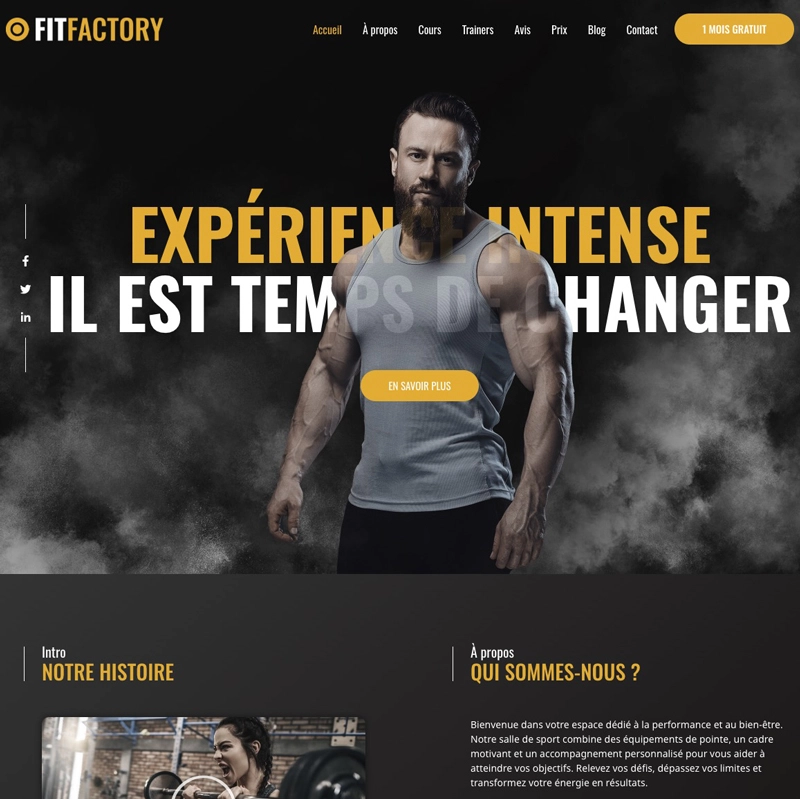 FITFACTORY
Accueil
À propos
Cours
Trainers
Avis
Prix
Blog
Contact
1 MOIS GRATUIT
EXPÉRIENCE INTENSE
IL EST TEMPS DE CHANGER
EN SAVOIR PLUS
Intro
NOTRE HISTOIRE
À propos
QUI SOMMES-NOUS ?
Bienvenue dans votre espace dédié à la performance et au bien-être.
Notre salle de sport combine des équipements de pointe, un cadre
motivant et un accompagnement personnalisé pour vous aider à
atteindre vos objectifs. Relevez vos défis, dépassez vos limites et
transformez votre énergie en résultats.